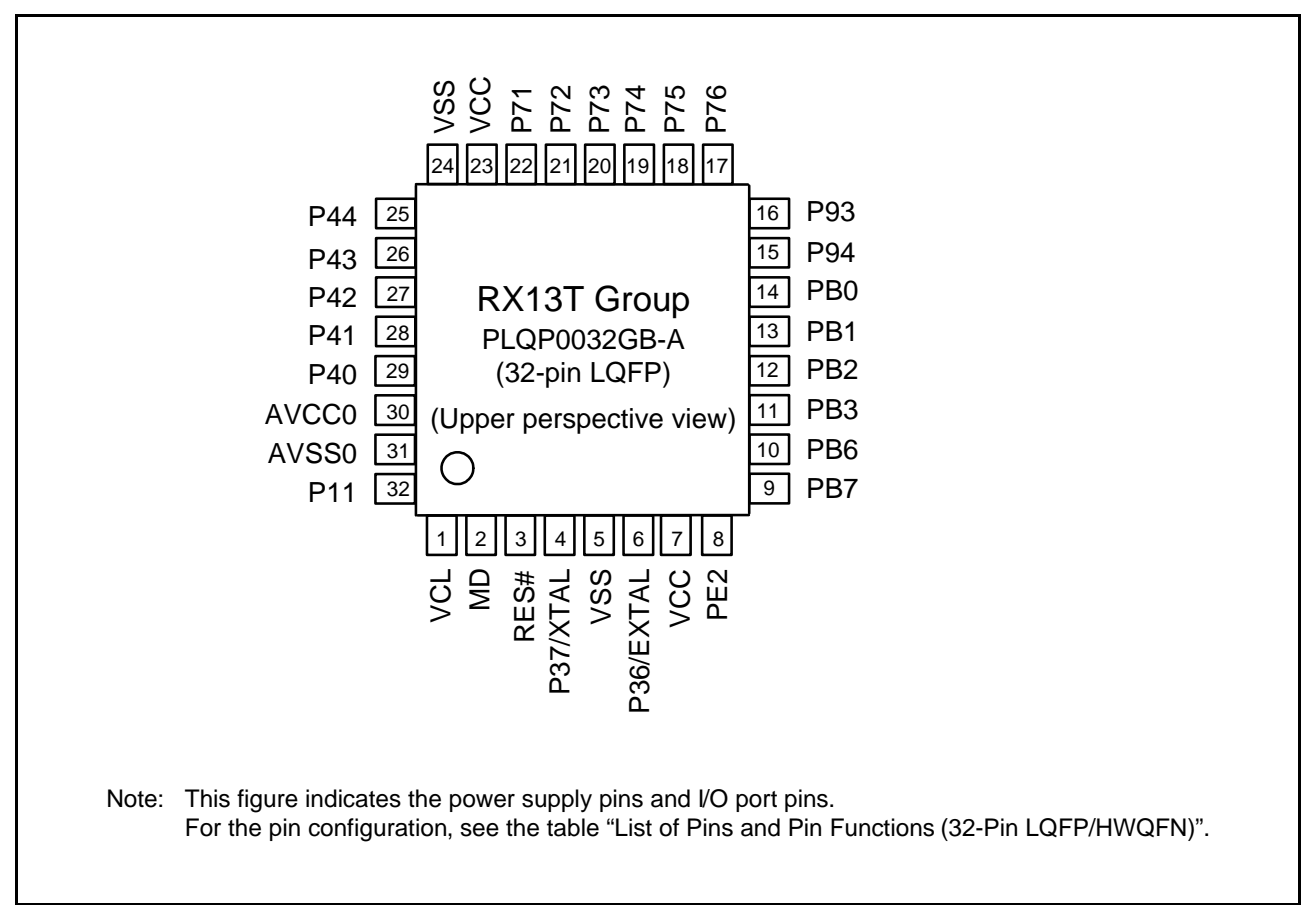 VSS
VCC
P71
P72
P73
P74
P75
P76
24
23
22
21
20
19
18
17
P44 25
P43 26
P42 27
P41 28
P40 29
AVCC0 30
AVSS0 31
P11 32
RX13T Group
PLQP0032GB-A
(32-pin LQFP)
(Upper perspective view)
16 P93
15 P94
14 PB0
13 PB1
12 PB2
11 PB3
10 PB6
9 PB7
1
2
3
4
5
6
7
8
VCL
MD
RES#
P37/XTAL
VSS
P36/EXTAL
VCC
PE2
Note: This figure indicates the power supply pins and I/O port pins.
For the pin configuration, see the table “List of Pins and Pin Functions (32-Pin LQFP/HWQFN)”.